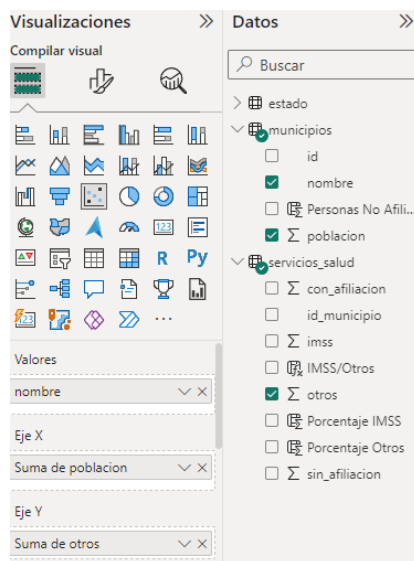 Visualizaciones
Compilar visual
123
R
Py
123
...
Valores
nombre
Eje X
Suma de poblacion
Eje Y
Suma de otros
Datos
Buscar
estado
municipios
id
nombre
Personas No Afili...
poblacion
servicios_salud
con_afiliacion
id_municipio
imss
IMSS/Otros
otros
Porcentaje IMSS
Porcentaje Otros
sin_afiliacion